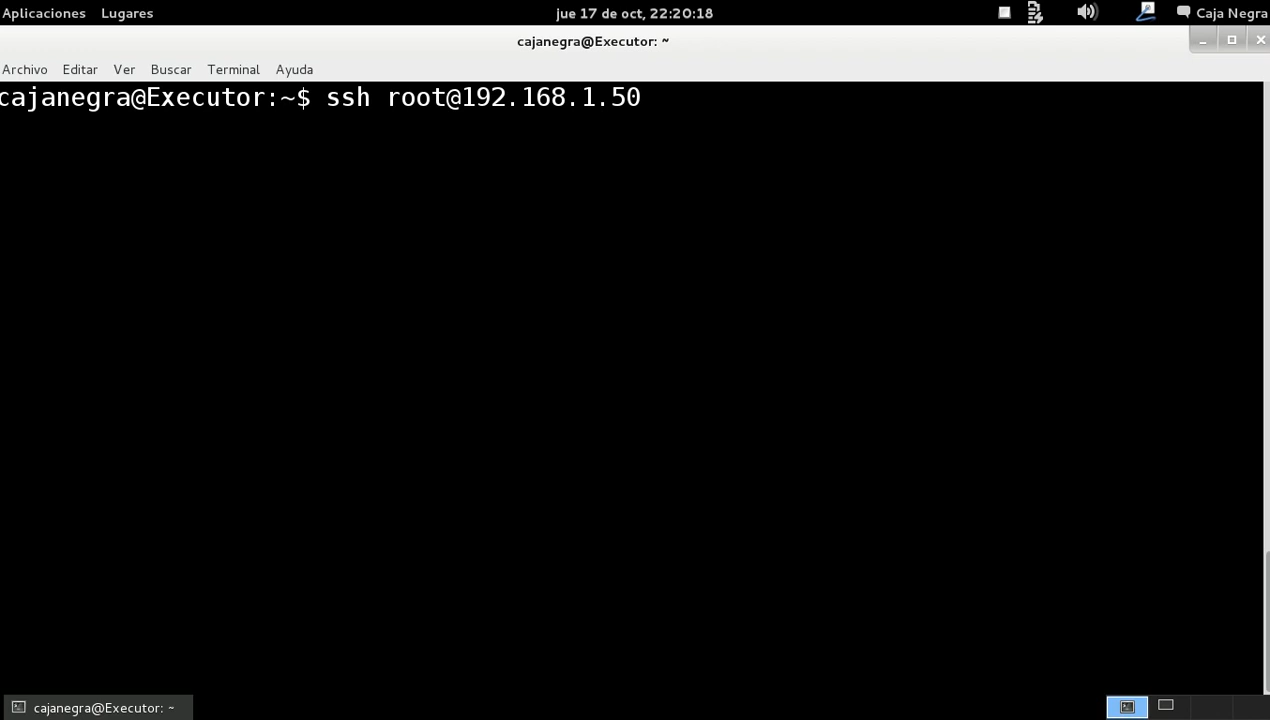 Aplicaciones Lugares jue 17 de oct, 22:20:18 Caja Negra
cajanegra@Executor: ~
Archivo Editar Ver Buscar Terminal Ayuda
cajanegra@Executor:~$ ssh root@192.168.1.50
cajanegra@Executor: ~